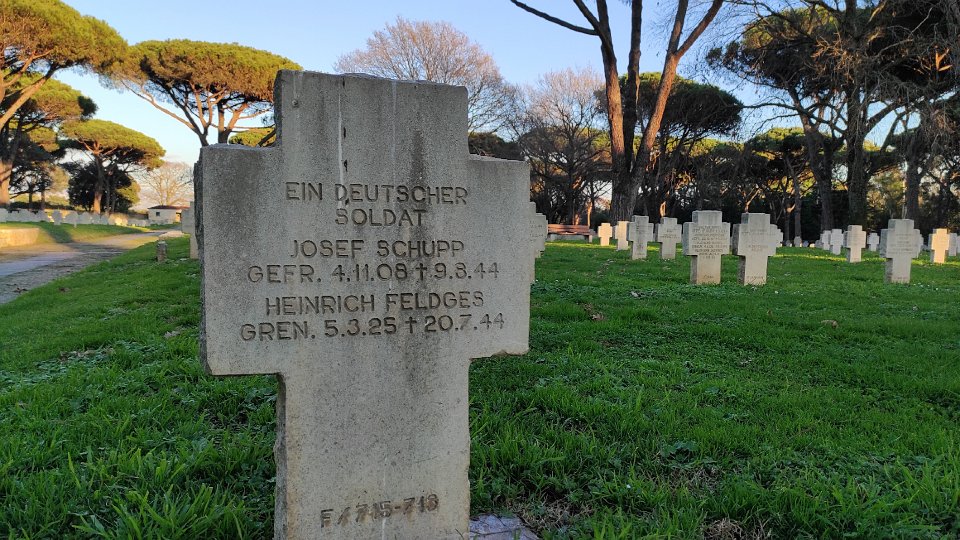 EIN DEUTSCHER
SOLDAT
JOSEF SCHUPP
GEFR. 4.11.08 † 9.8.44
HEINRICH FELDGES
GREN. 5.3.25 † 20.7.44
F/715-718